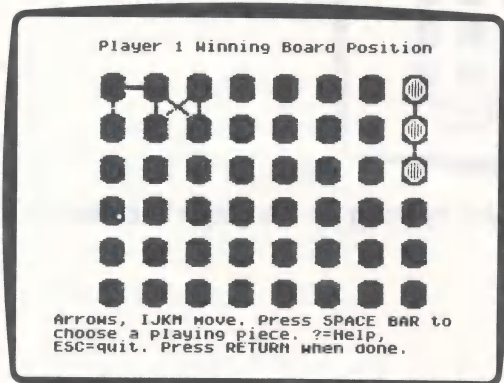 Player 1 Winning Board Position
Arrows, IJKM move. Press SPACE BAR to
choose a playing piece. ?=Help,
ESC=quit. Press RETURN when done.